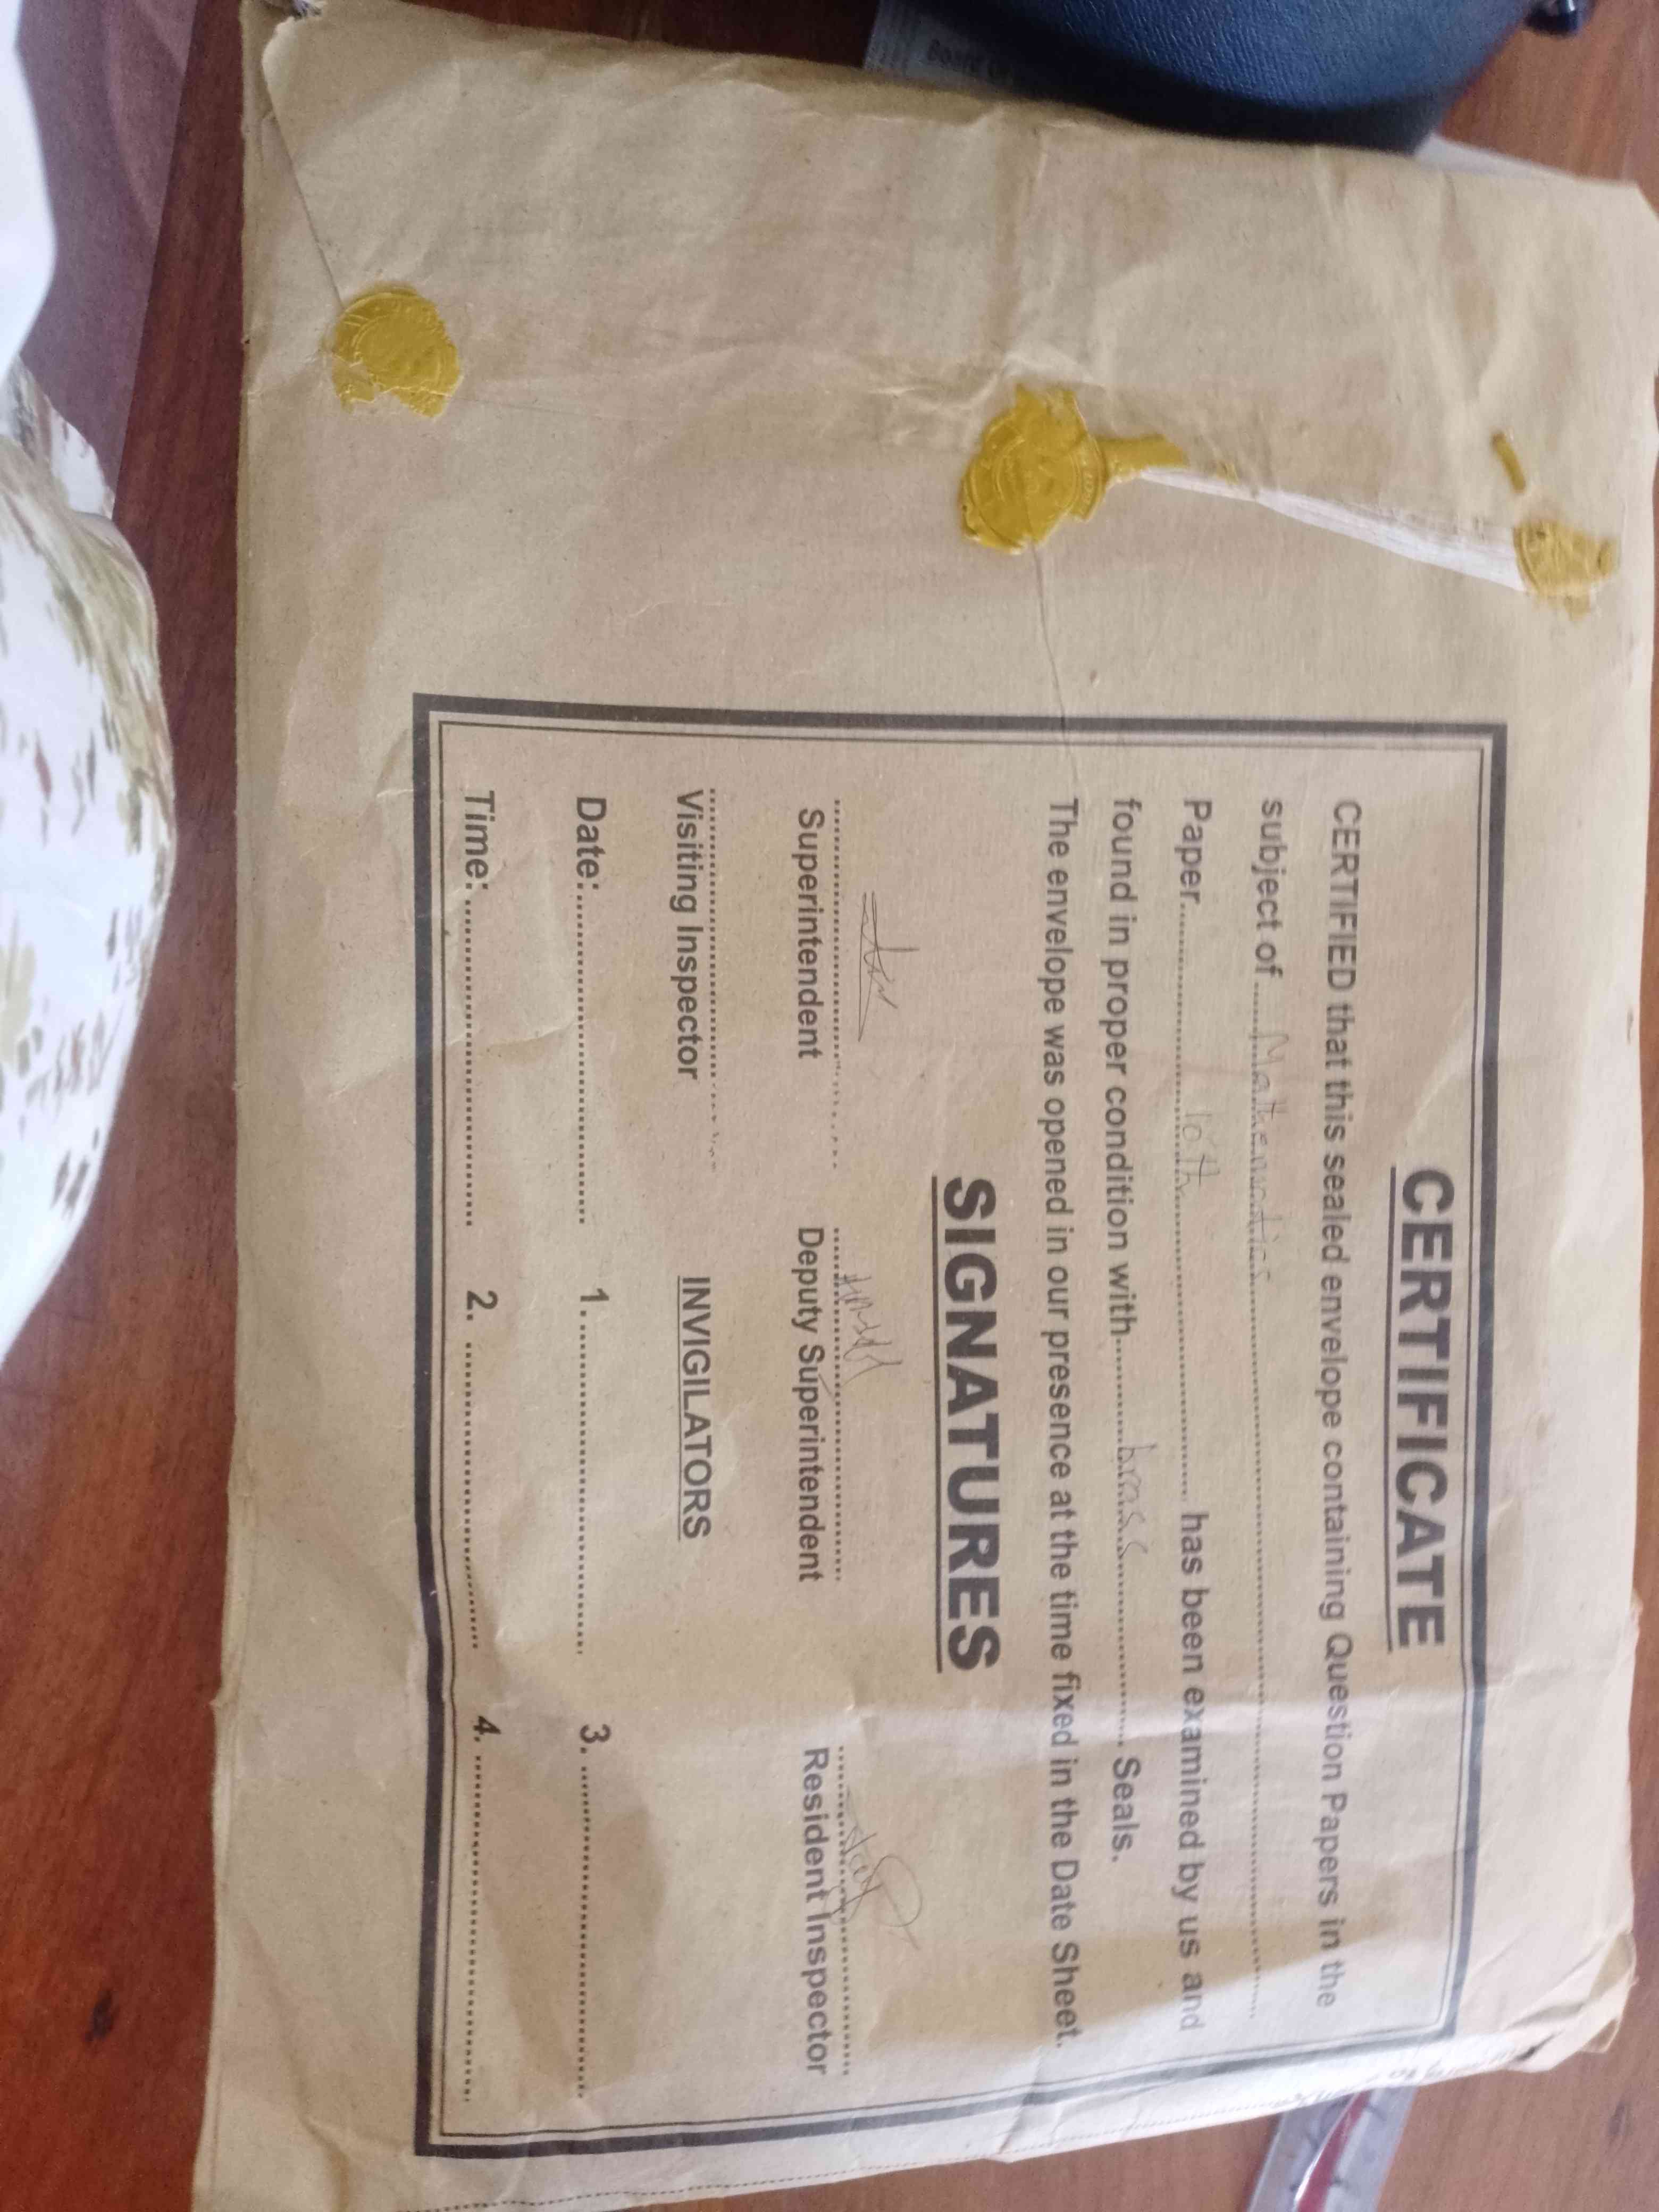 CERTIFICATE
CERTIFIED that this sealed envelope containing Question Papers in the
subject of Mathematics
Paper 10th has been examined by us and
found in proper condition with brass Seals.
The envelope was opened in our presence at the time fixed in the Date Sheet.
SIGNATURES
Superintendent Deputy Superintendent Resident Inspector
Visiting Inspector INVIGILATORS
Date: 1. 3.
Time: 2. 4.